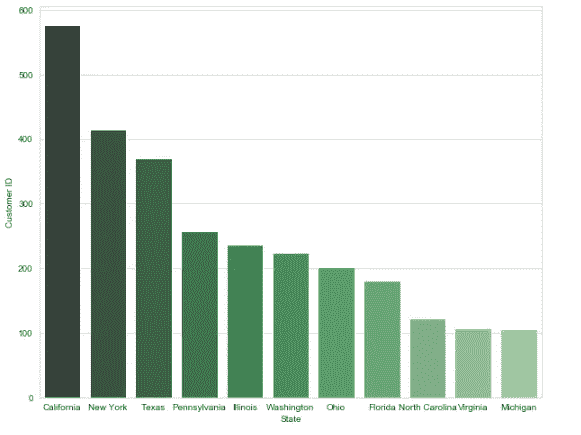 600
500
400
300
200
100
0
Customer ID
California New York Texas Pennsylvania Illinois Washington Ohio Florida North Carolina Virginia Michigan
State